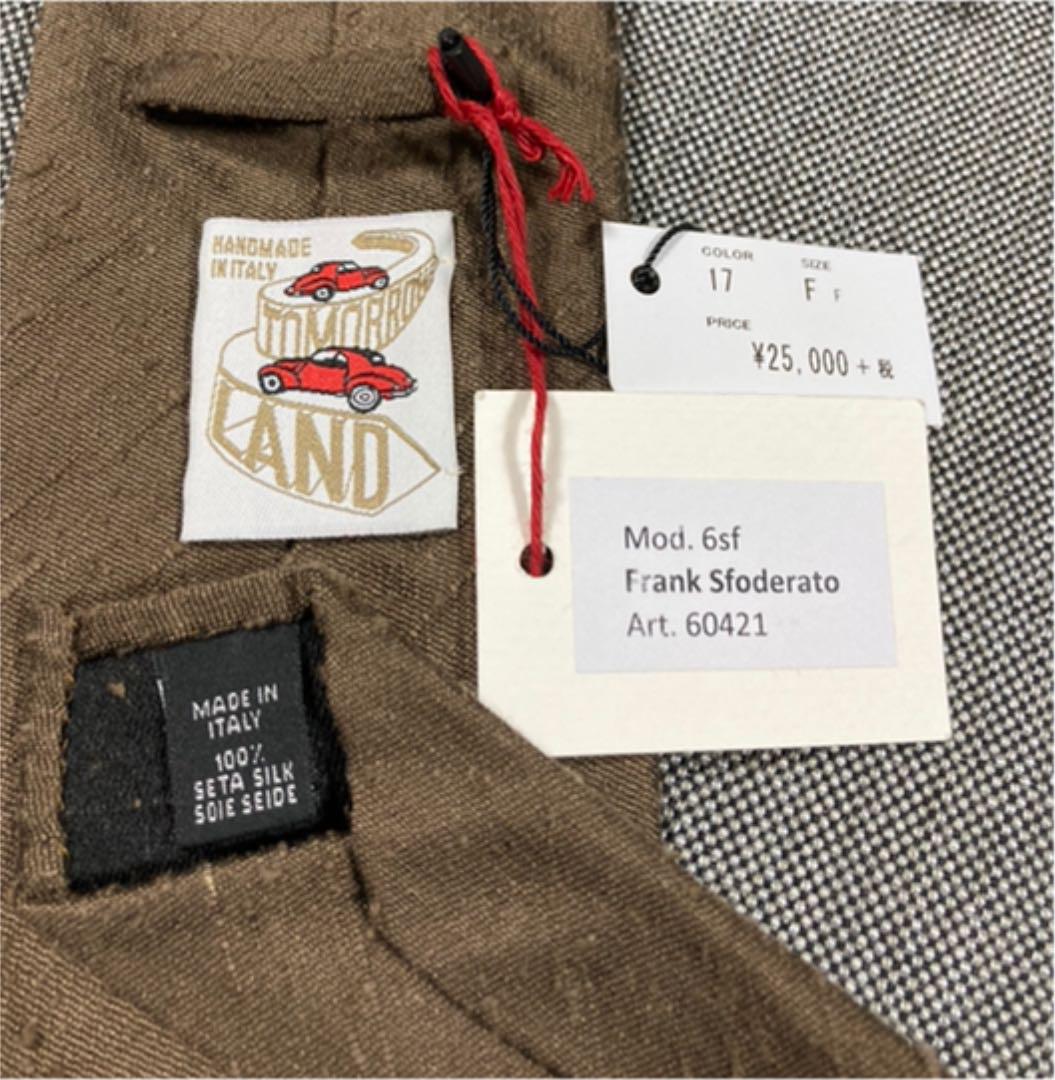 HANDMADE
IN ITALY
TOMORROW
LAND
COLOR SIZE
17 F F
PRICE
¥25,000 + 税
Mod. 6sf
Frank Sfoderato
Art. 60421
MADE IN
ITALY
100%
SETA SILK
SOIE SEIDE